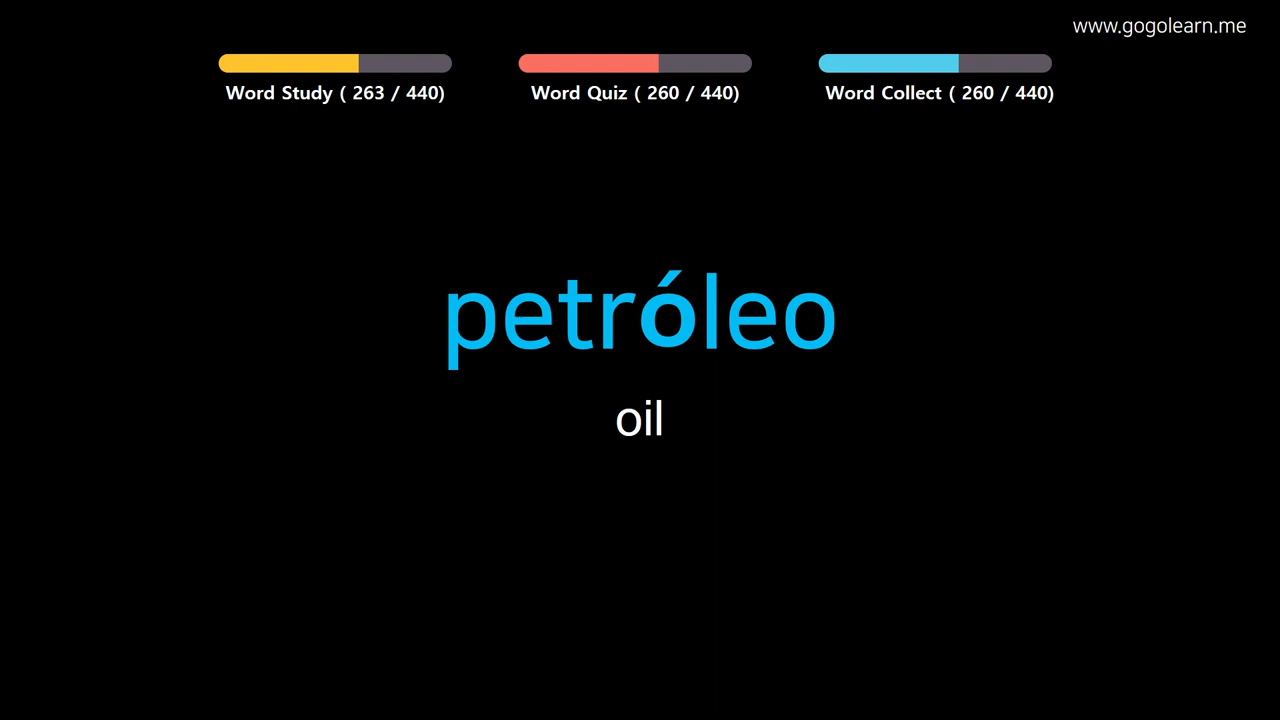 www.gogolearn.me
Word Study ( 263 / 440)
Word Quiz ( 260 / 440)
Word Collect ( 260 / 440)
petróleo
oil